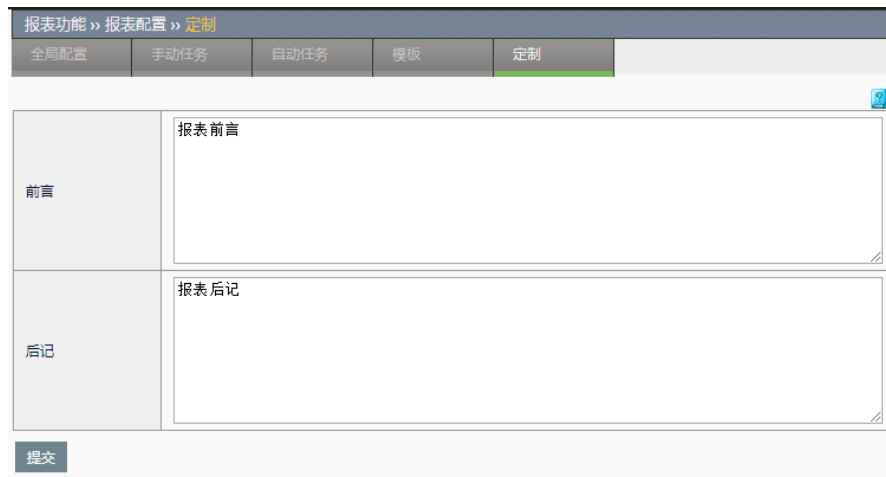 报表功能 ›› 报表配置 ›› 定制
全局配置 手动任务 自动任务 模板 定制
?
前言 报表前言
后记 报表后记
提交